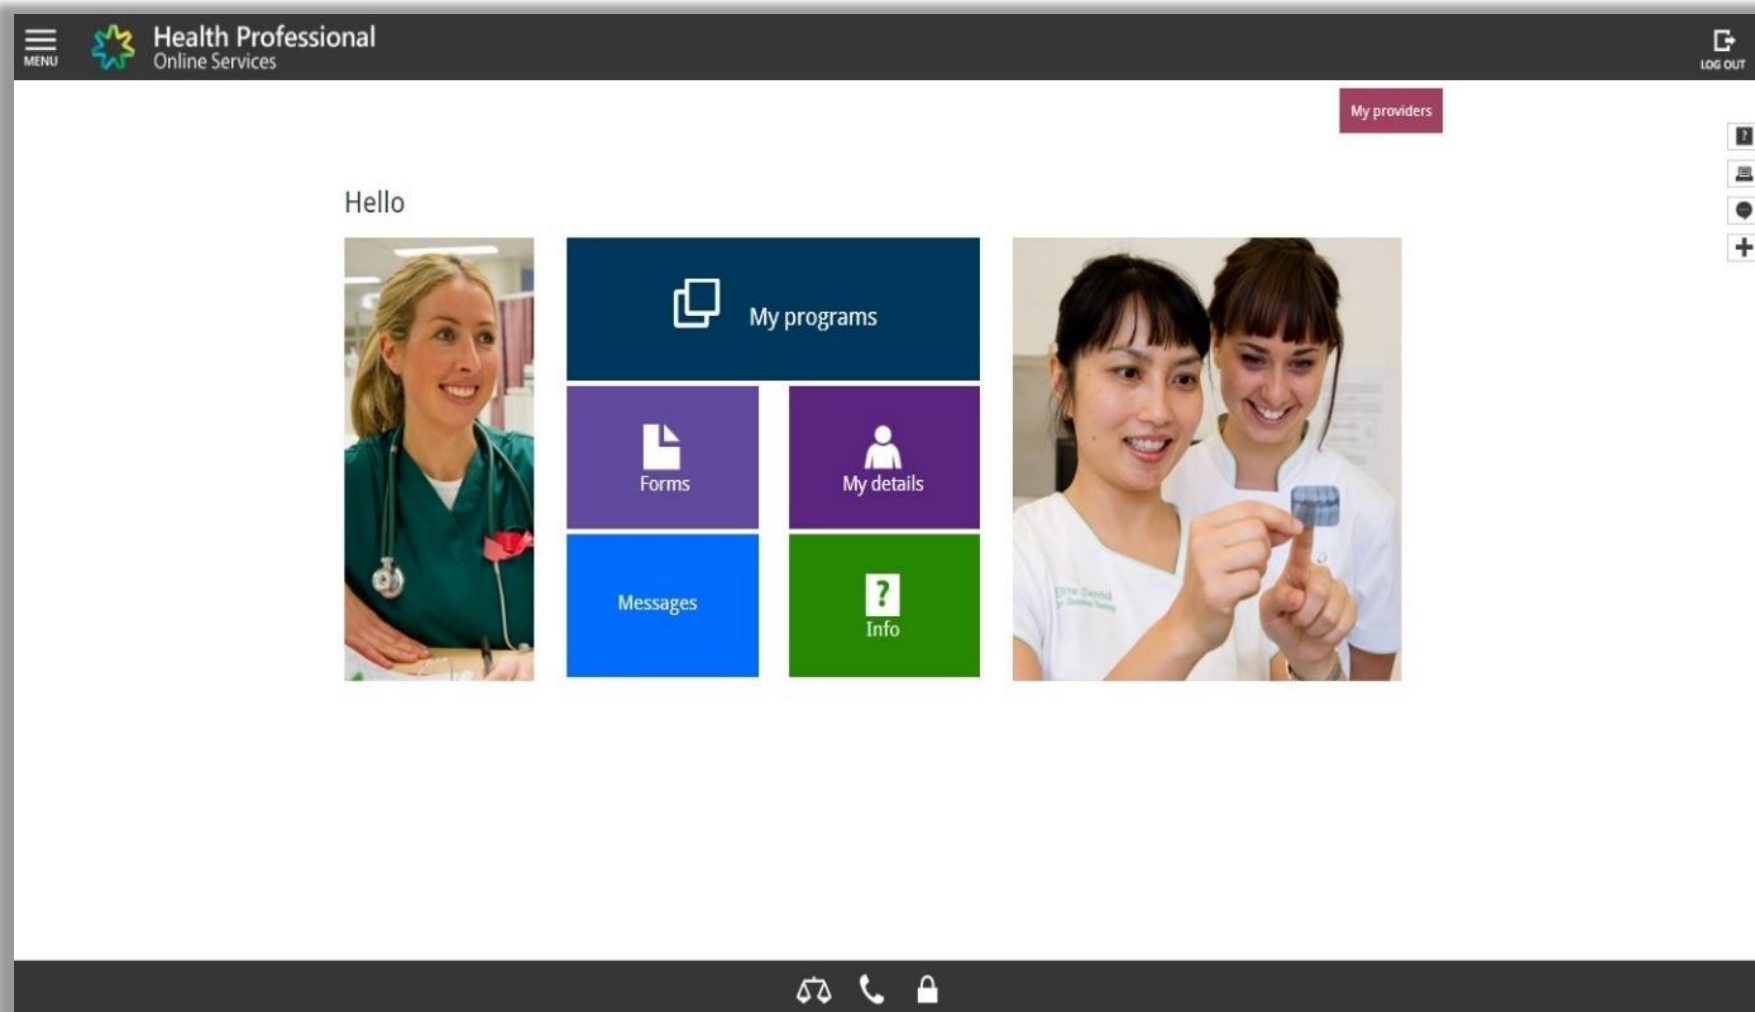 MENU
Health Professional
Online Services
LOG OUT
My providers
Hello
My programs
Forms
My details
Messages
?
Info
?